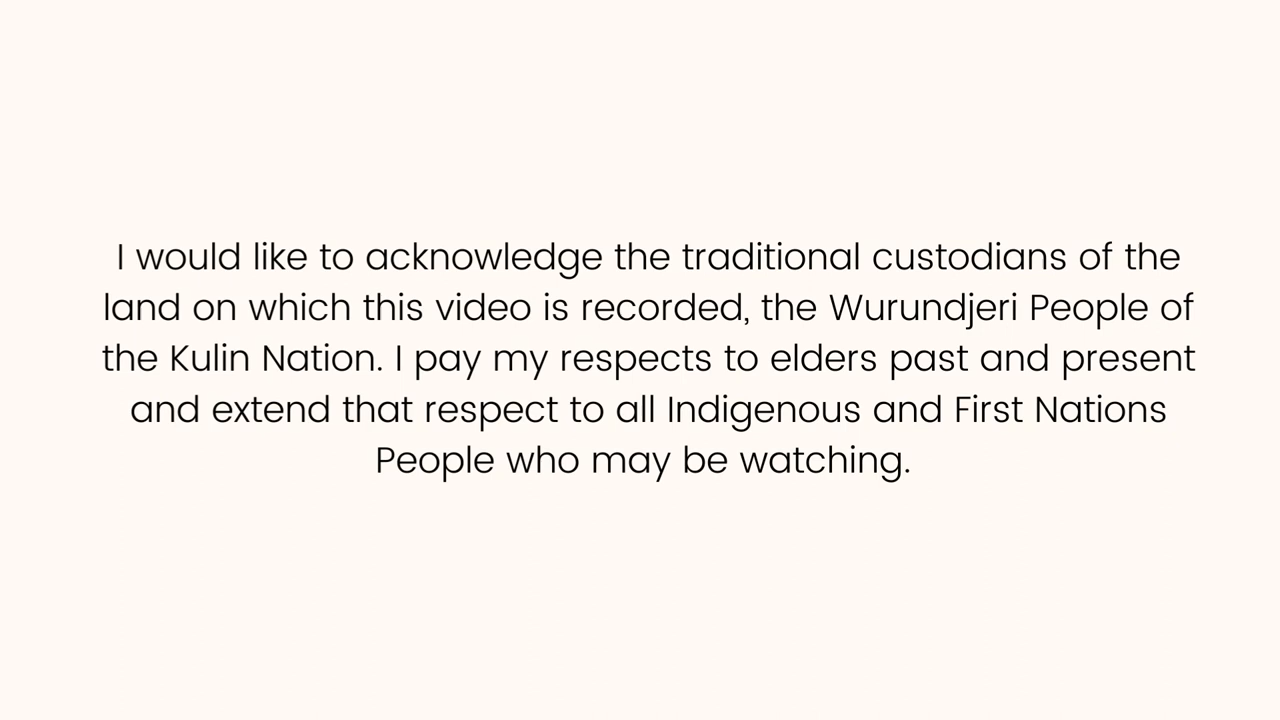 I would like to acknowledge the traditional custodians of the
land on which this video is recorded, the Wurundjeri People of
the Kulin Nation. I pay my respects to elders past and present
and extend that respect to all Indigenous and First Nations
People who may be watching.